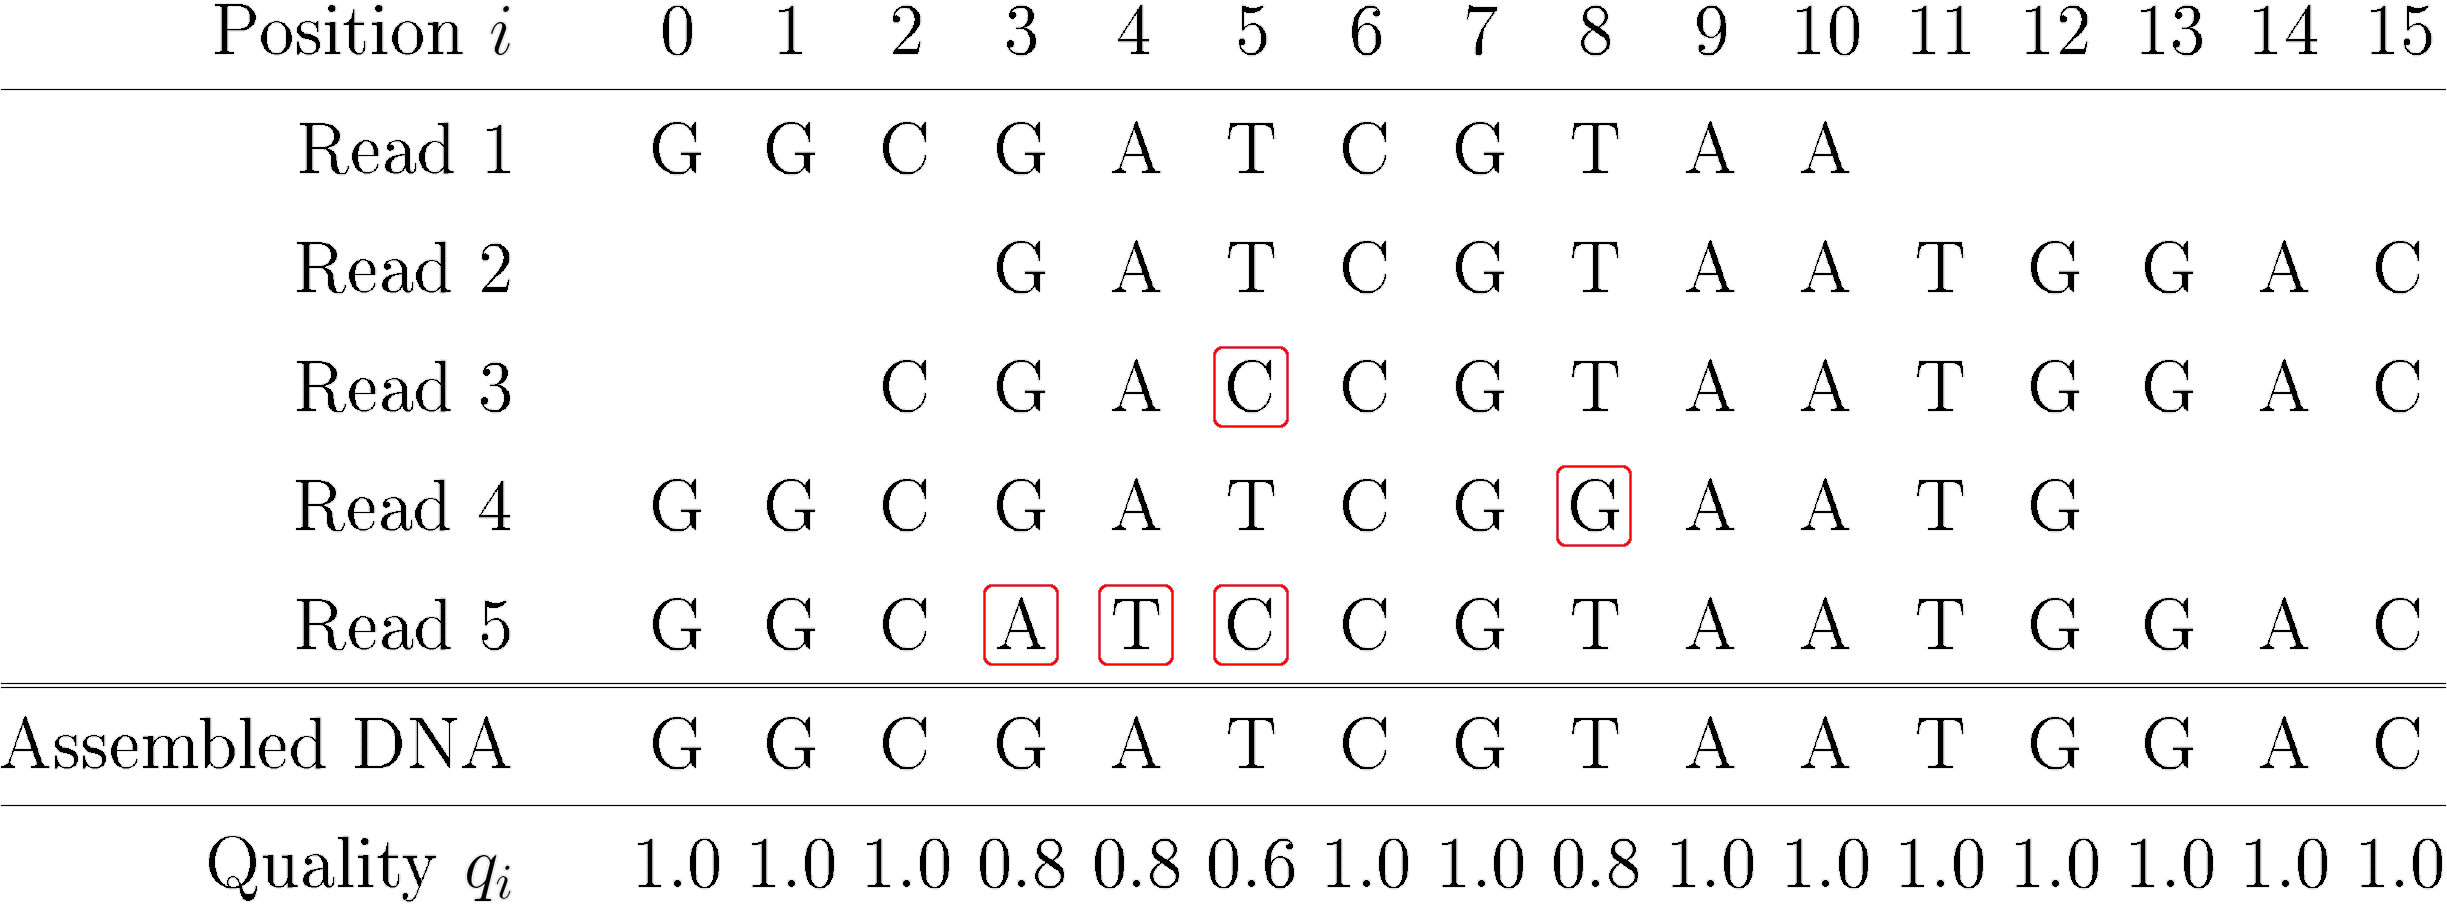 Position i 0 1 2 3 4 5 6 7 8 9 10 11 12 13 14 15
Read 1 G G C G A T C G T A A
Read 2 G A T C G T A A T G G A C
Read 3 C G A C C G T A A T G G A C
Read 4 G G C G A T C G G A A T G
Read 5 G G C A T C C G T A A T G G A C
Assembled DNA G G C G A T C G T A A T G G A C
Quality qᵢ 1.0 1.0 1.0 0.8 0.8 0.6 1.0 1.0 0.8 1.0 1.0 1.0 1.0 1.0 1.0 1.0